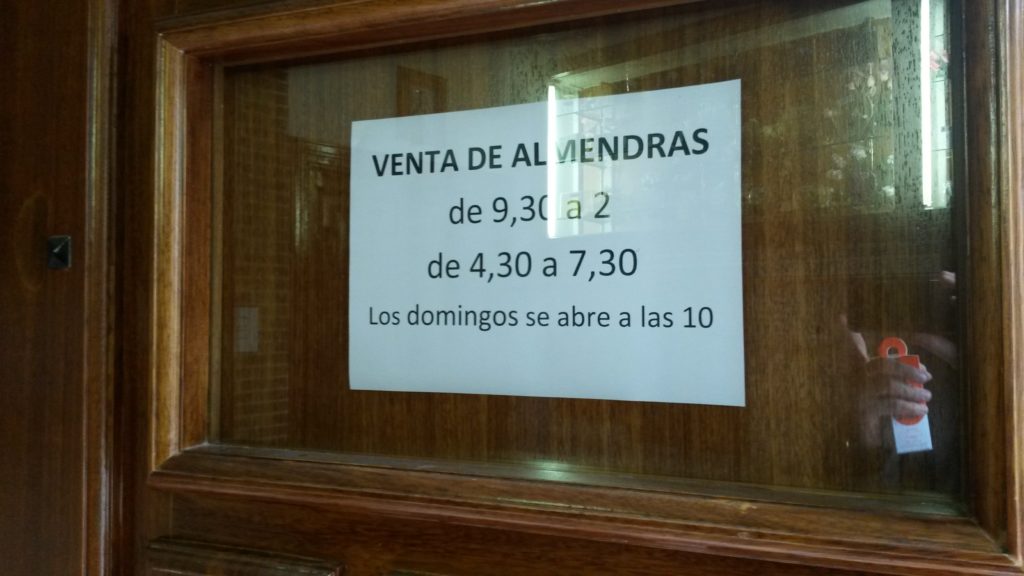 VENTA DE ALMENDRAS
de 9,30 a 2
de 4,30 a 7,30
Los domingos se abre a las 10